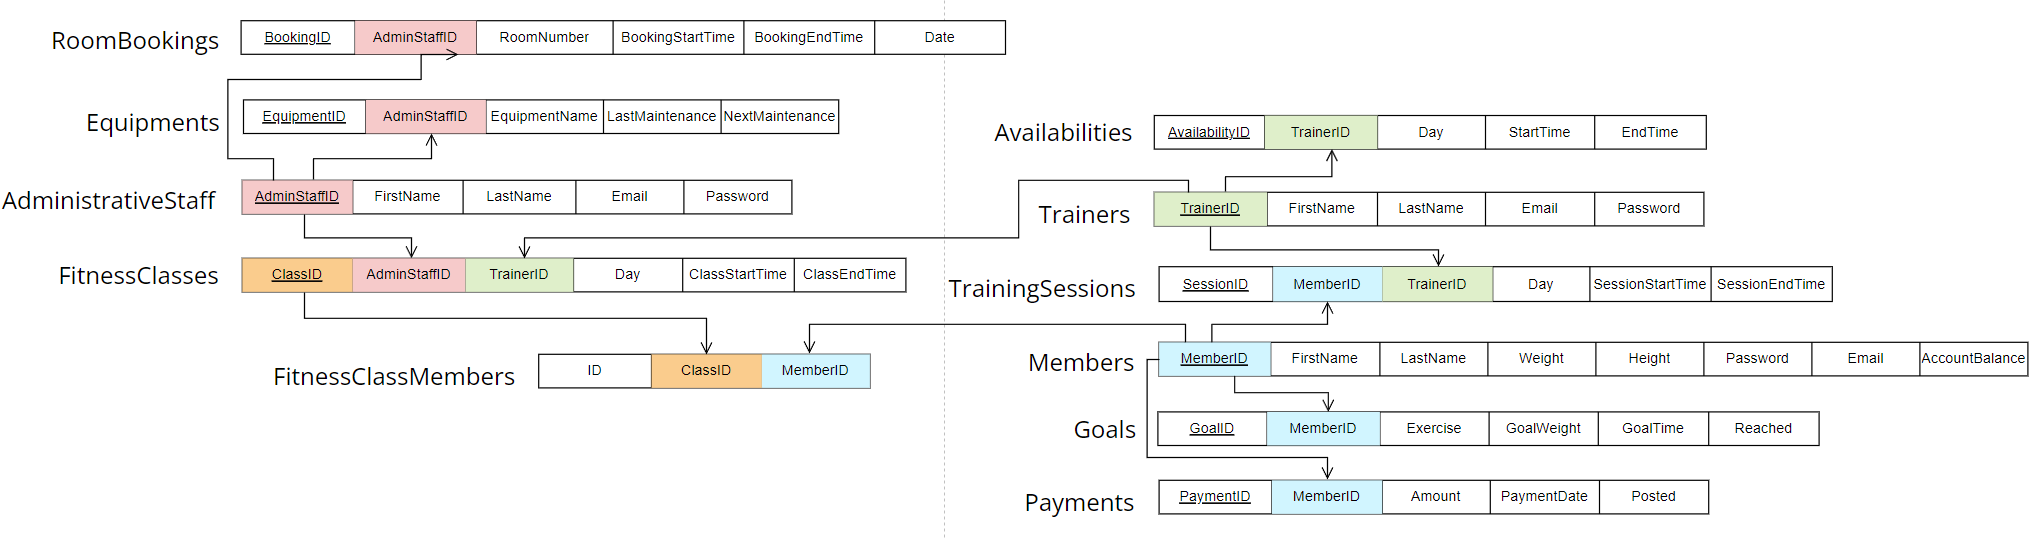 RoomBookings BookingID AdminStaffID RoomNumber BookingStartTime BookingEndTime Date
Equipments EquipmentID AdminStaffID EquipmentName LastMaintenance NextMaintenance
AdministrativeStaff AdminStaffID FirstName LastName Email Password
FitnessClasses ClassID AdminStaffID TrainerID Day ClassStartTime ClassEndTime
FitnessClassMembers ID ClassID MemberID
Availabilities AvailabilityID TrainerID Day StartTime EndTime
Trainers TrainerID FirstName LastName Email Password
TrainingSessions SessionID MemberID TrainerID Day SessionStartTime SessionEndTime
Members MemberID FirstName LastName Weight Height Password Email AccountBalance
Goals GoalID MemberID Exercise GoalWeight GoalTime Reached
Payments PaymentID MemberID Amount PaymentDate Posted